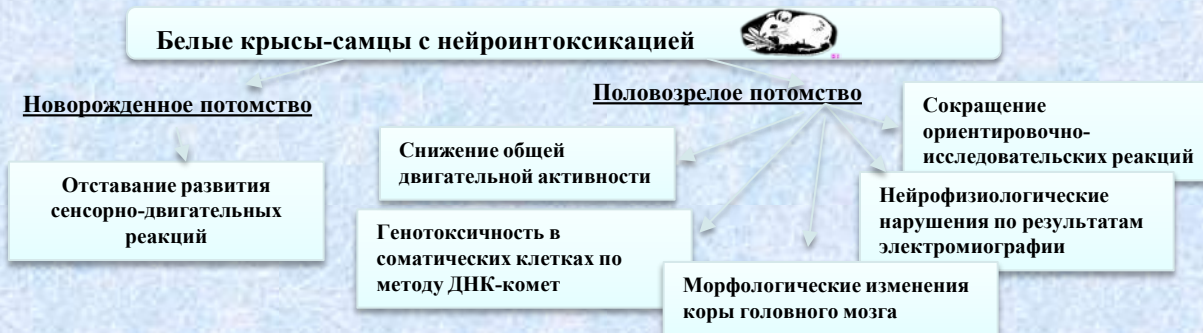 Белые крысы-самцы с нейроинтоксикацией
Новорожденное потомство
Отставание развития
сенсорно-двигательных
реакций
Половозрелое потомство
Снижение общей
двигательной активности
Генотоксичность в
соматических клетках по
методу ДНК-комет
Морфологические изменения
коры головного мозга
Нейрофизиологические
нарушения по результатам
электромиографии
Сокращение
ориентировочно-
исследовательских реакций